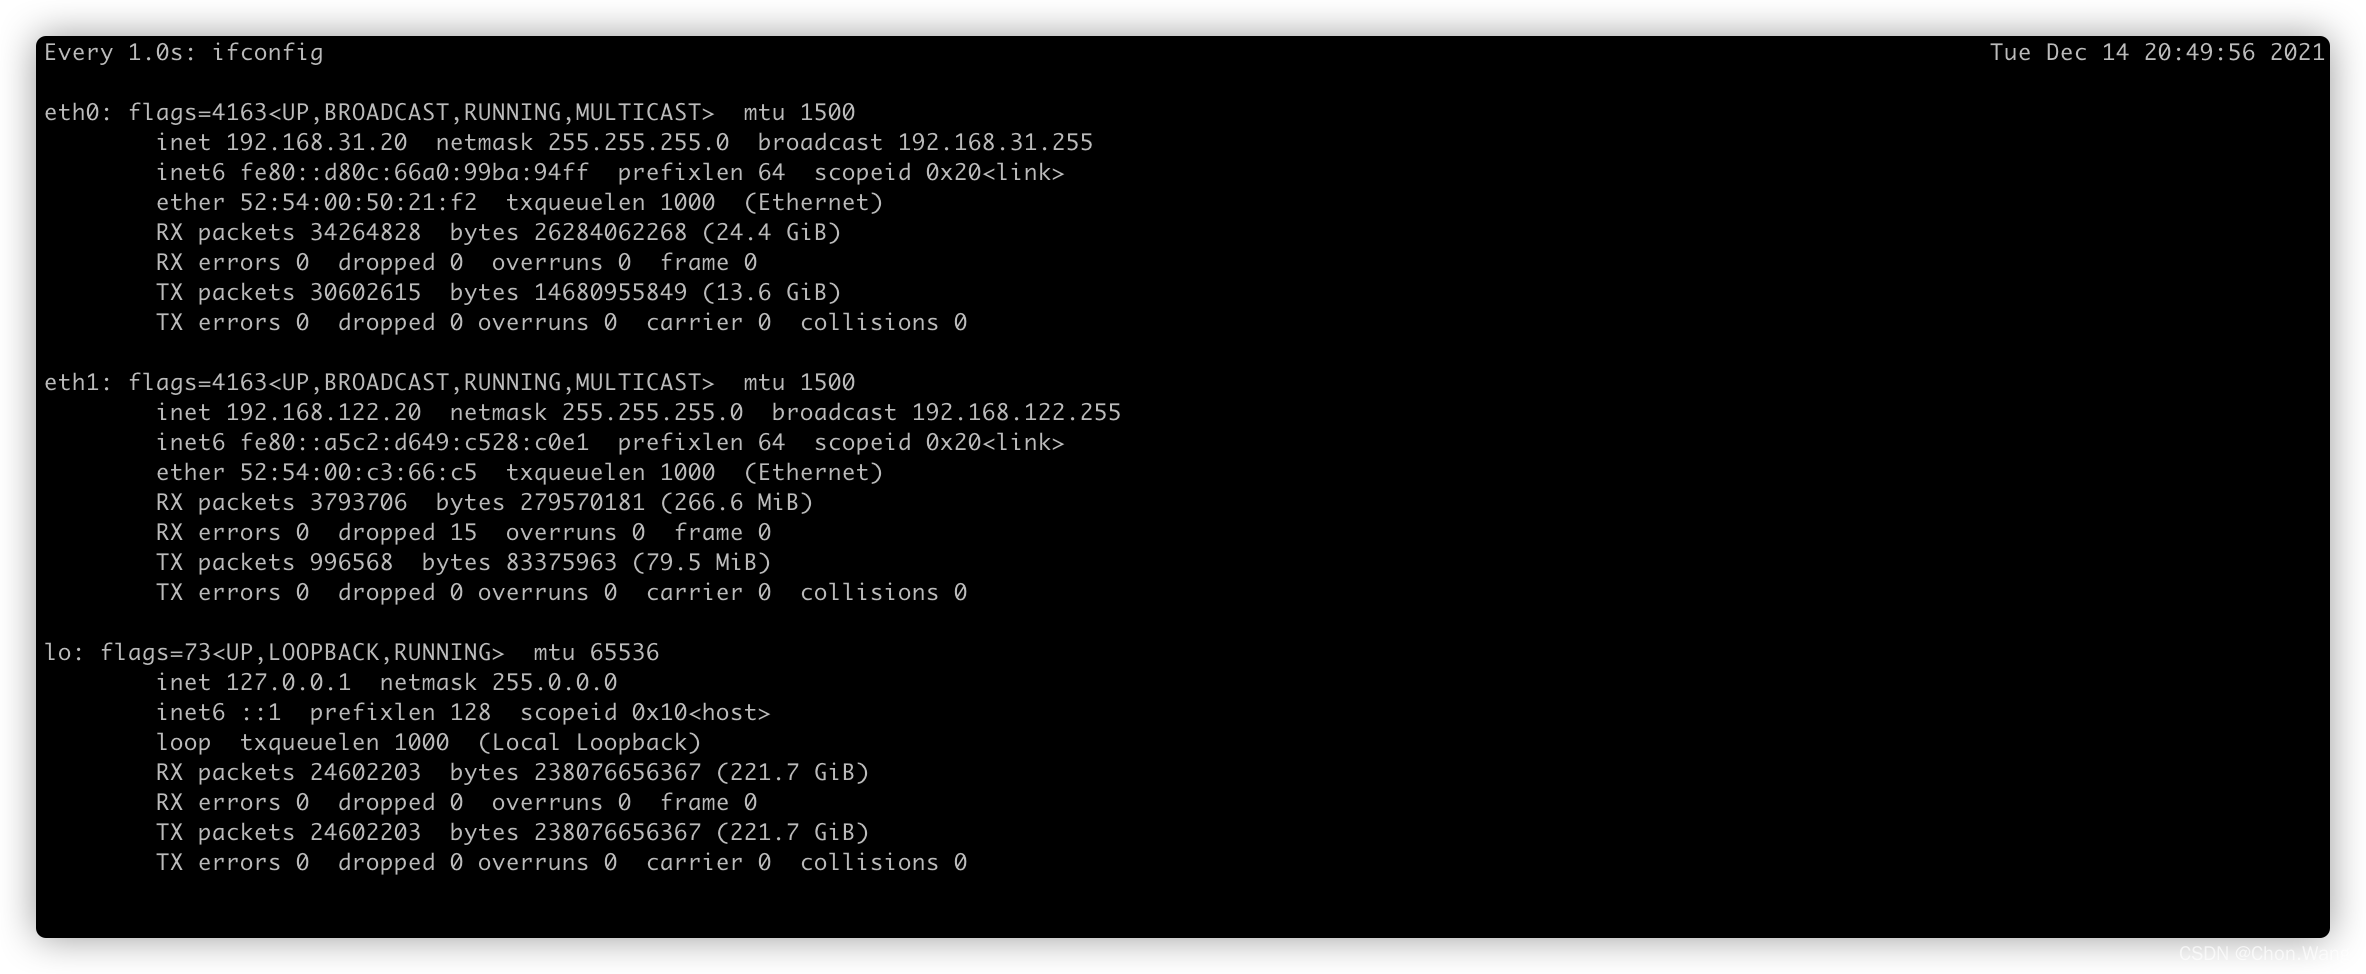 Every 1.0s: ifconfig                    Tue Dec 14 20:49:56 2021
eth0: flags=4163<UP,BROADCAST,RUNNING,MULTICAST>  mtu 1500
        inet 192.168.31.20  netmask 255.255.255.0  broadcast 192.168.31.255
        inet6 fe80::d80c:66a0:99ba:94ff  prefixlen 64  scopeid 0x20<link>
        ether 52:54:00:50:21:f2  txqueuelen 1000  (Ethernet)
        RX packets 34264828  bytes 26284062268 (24.4 GiB)
        RX errors 0  dropped 0  overruns 0  frame 0
        TX packets 30602615  bytes 14680955849 (13.6 GiB)
        TX errors 0  dropped 0 overruns 0  carrier 0  collisions 0
eth1: flags=4163<UP,BROADCAST,RUNNING,MULTICAST>  mtu 1500
        inet 192.168.122.20  netmask 255.255.255.0  broadcast 192.168.122.255
        inet6 fe80::a5c2:d649:c528:c0e1  prefixlen 64  scopeid 0x20<link>
        ether 52:54:00:c3:66:c5  txqueuelen 1000  (Ethernet)
        RX packets 3793706  bytes 279570181 (266.6 MiB)
        RX errors 0  dropped 15  overruns 0  frame 0
        TX packets 996568  bytes 83375963 (79.5 MiB)
        TX errors 0  dropped 0 overruns 0  carrier 0  collisions 0
lo: flags=73<UP,LOOPBACK,RUNNING>  mtu 65536
        inet 127.0.0.1  netmask 255.0.0.0
        inet6 ::1  prefixlen 128  scopeid 0x10<host>
        loop  txqueuelen 1000  (Local Loopback)
        RX packets 24602203  bytes 238076656367 (221.7 GiB)
        RX errors 0  dropped 0  overruns 0  frame 0
        TX packets 24602203  bytes 238076656367 (221.7 GiB)
        TX errors 0  dropped 0 overruns 0  carrier 0  collisions 0
CSDN